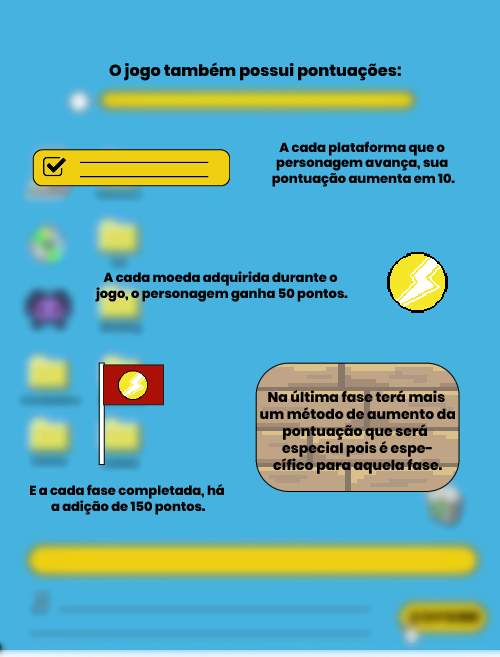 O jogo também possui pontuações:
A cada plataforma que o
personagem avança, sua
pontuação aumenta em 10.
A cada moeda adquirida durante o
jogo, o personagem ganha 50 pontos.
Na última fase terá mais
um método de aumento da
pontuação que será
especial pois é espe-
cífico para aquela fase.
E a cada fase completada, há
a adição de 150 pontos.